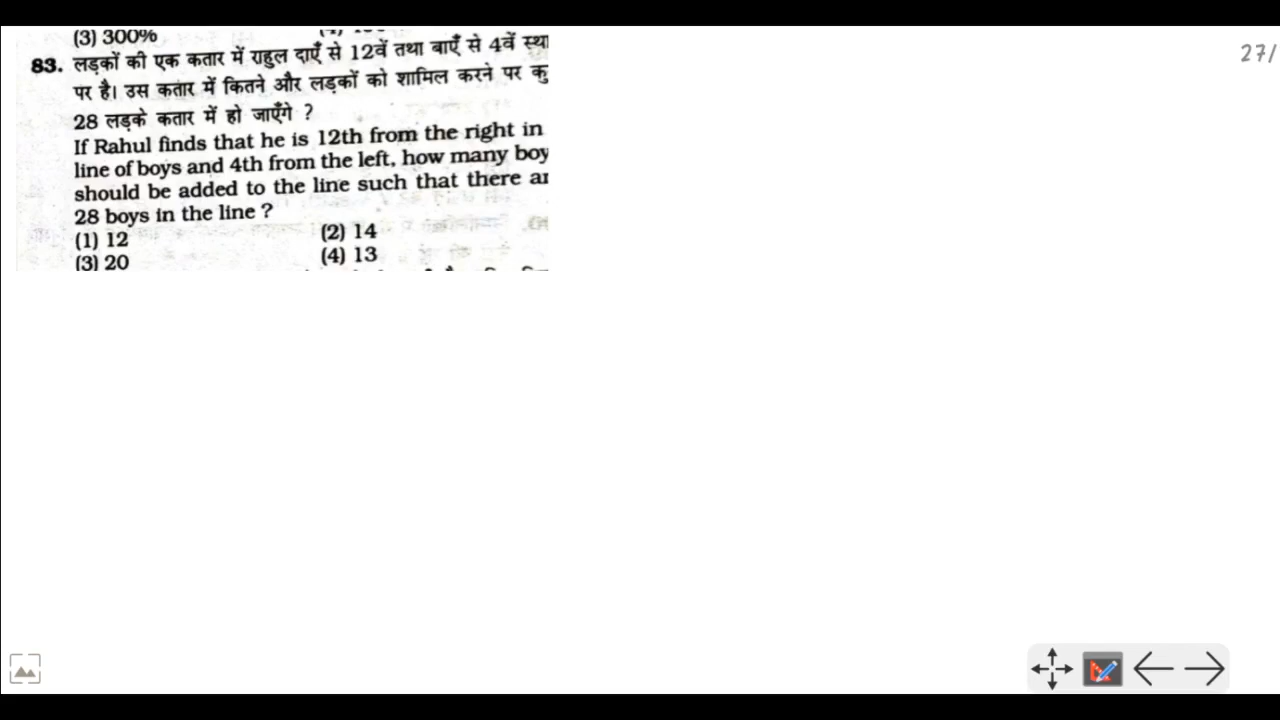 (3) 300%
83. लड़कों की एक कतार में राहुल दाएँ से 12वें तथा बाएँ से 4वें
पर है। उस कतार में कितने और लड़कों को शामिल करने पर
28 लड़के कतार में हो जाएँगे ?
If Rahul finds that he is 12th from the right in
line of boys and 4th from the left, how many boy
should be added to the line such that there
28 boys in the line ?
(1) 12 (2) 14
(3) 20 (4) 13
27/